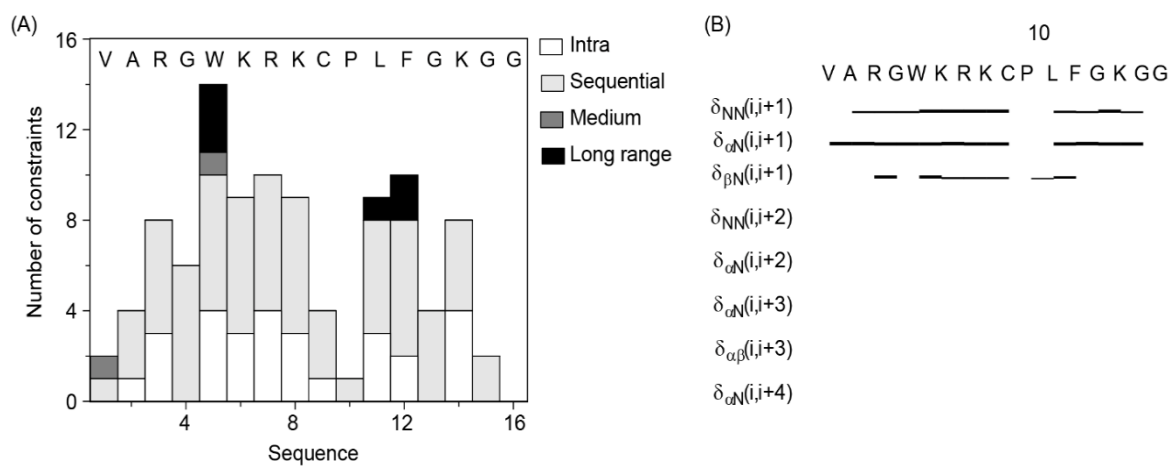 (A)
16
12
8
4
0
V A R G W K R K C P L F G K G G
4 8 12 16
Number of constraints
Sequence
Intra
Sequential
Medium
Long range
(B)
10
V A R G W K R K C P L F G K G G
δNN(i,i+1)
δαN(i,i+1)
δβN(i,i+1)
δNN(i,i+2)
δαN(i,i+2)
δαN(i,i+3)
δαβ(i,i+3)
δαN(i,i+4)